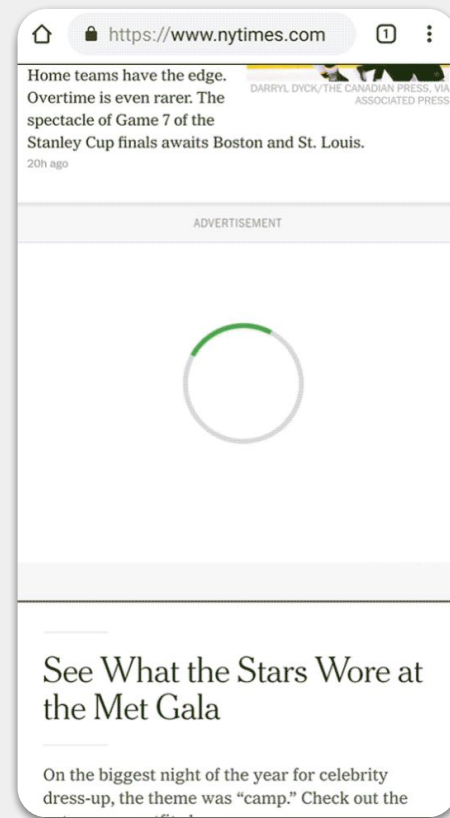 https://www.nytimes.com
1
Home teams have the edge.
Overtime is even rarer. The
spectacle of Game 7 of the
Stanley Cup finals awaits Boston and St. Louis.
20h ago
DARRYL DYCK/THE CANADIAN PRESS, VIA
ASSOCIATED PRESS
ADVERTISEMENT
See What the Stars Wore at
the Met Gala
On the biggest night of the year for celebrity
dress-up, the theme was “camp.” Check out the